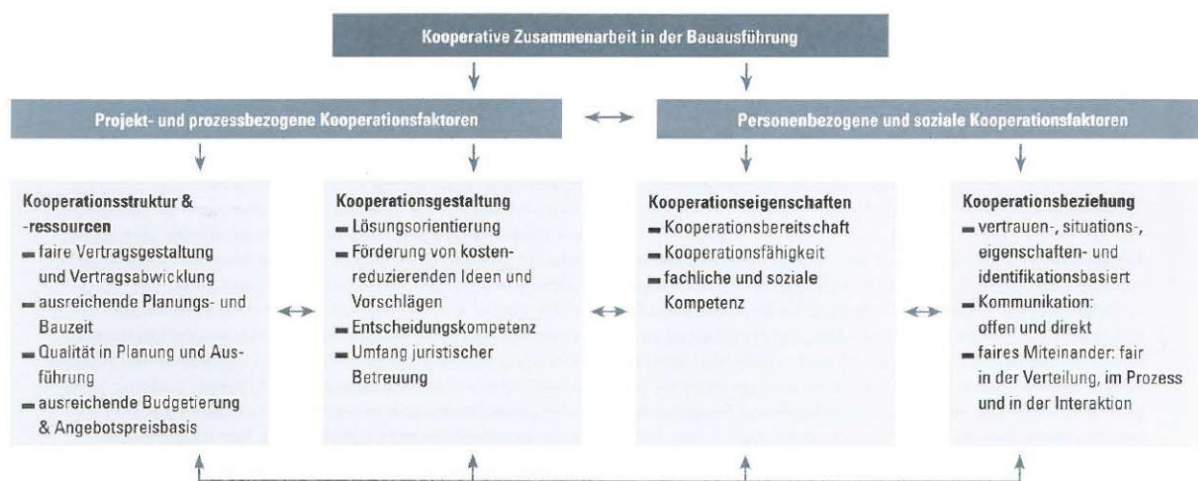 Kooperative Zusammenarbeit in der Bauausführung
Projekt- und prozessbezogene Kooperationsfaktoren
Personenbezogene und soziale Kooperationsfaktoren
Kooperationsstruktur &
-ressourcen
faire Vertragsgestaltung
und Vertragsabwicklung
ausreichende Planungs- und
Bauzeit
Qualität in Planung und Aus-
führung
ausreichende Budgetierung
& Angebotspreisbasis
Kooperationsgestaltung
Lösungsorientierung
Förderung von kosten-
reduzierenden Ideen und
Vorschlägen
Entscheidungskompetenz
Umfang juristischer
Betreuung
Kooperationseigenschaften
Kooperationsbereitschaft
Kooperationsfähigkeit
fachliche und soziale
Kompetenz
Kooperationsbeziehung
vertrauen-, situations-,
eigenschaften- und
identifikationsbasiert
Kommunikation:
offen und direkt
faires Miteinander: fair
in der Verteilung, im Prozess
und in der Interaktion